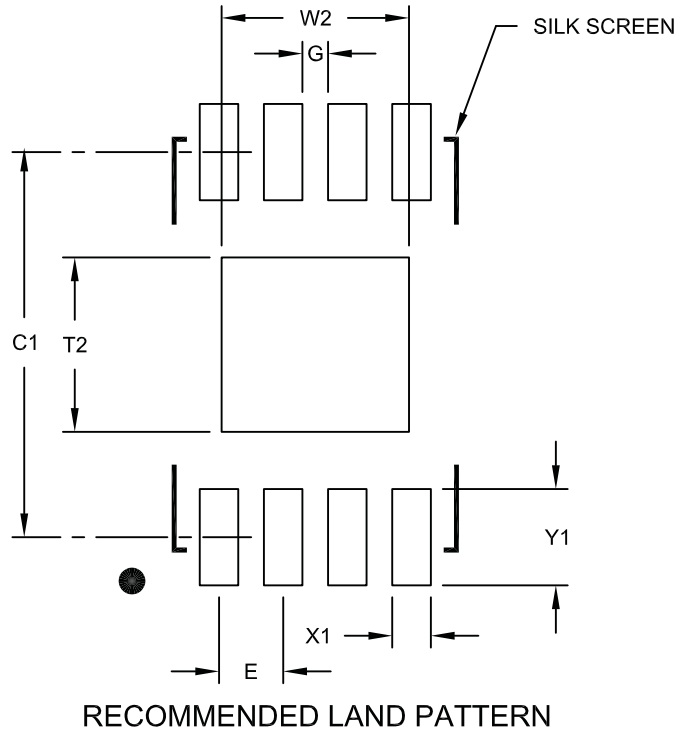 W2
SILK SCREEN
G
C1
T2
Y1
X1
E
RECOMMENDED LAND PATTERN